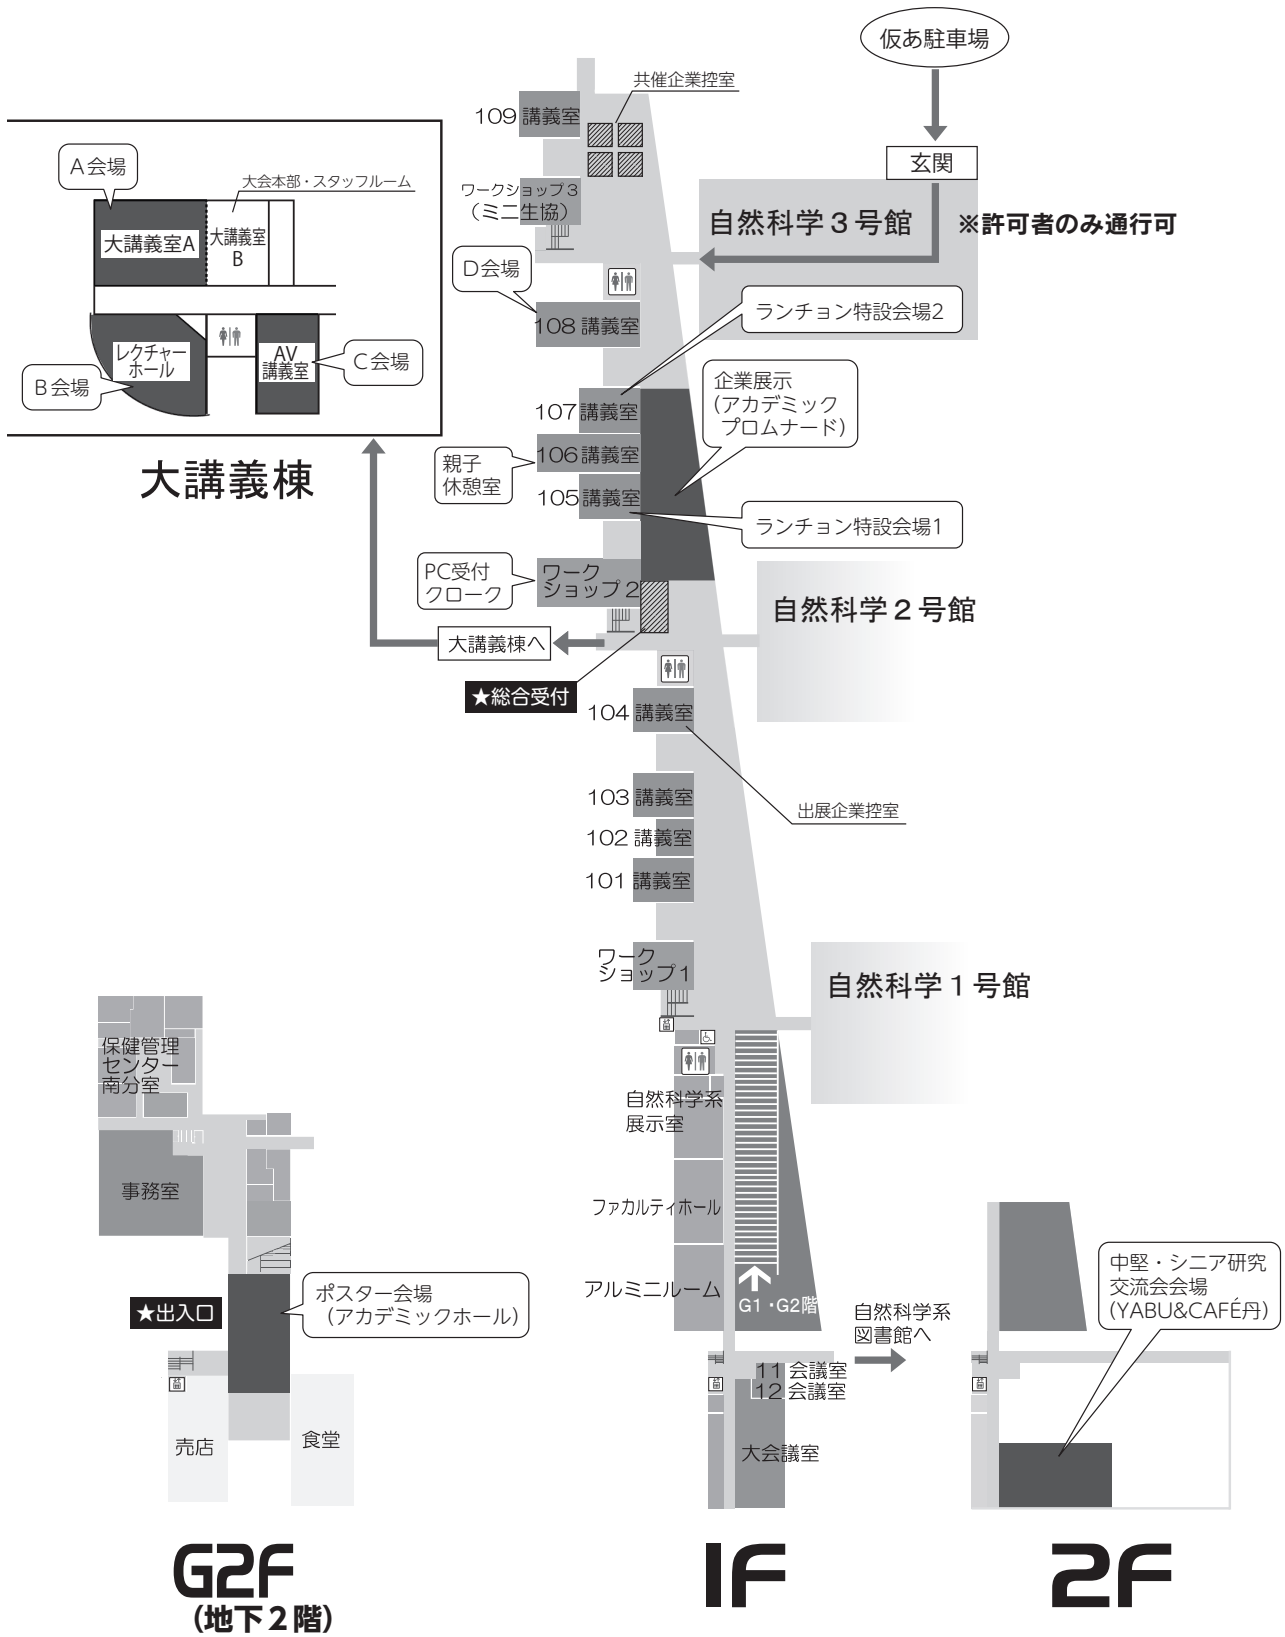 仮あ駐車場
共催企業控室
109 講義室
玄関
A会場
大会本部・スタッフルーム
ワークショップ3
(ミニ生協)
自然科学3号館
※許可者のみ通行可
大講義室A
大講義室
B
D会場
108 講義室
ランチョン特設会場2
レクチャー
ホール
AV
講義室
C会場
B会場
企業展示
(アカデミック
プロムナード)
107 講義室
106 講義室
105 講義室
親子
休憩室
大講義棟
ランチョン特設会場1
PC受付
クローク
ワーク
ショップ2
自然科学2号館
大講義棟へ
★総合受付
104 講義室
103 講義室
出展企業控室
102 講義室
101 講義室
ワーク
ショップ1
自然科学1号館
保健管理
センター
南分室
自然科学系
展示室
事務室
ファカルティホール
アルミニルーム
G1・G2階
ポスター会場
(アカデミックホール)
★出入口
自然科学系
図書館へ
中堅・シニア研究
交流会会場
(YABU&CAFÉ丹)
11 会議室
12 会議室
大会議室
売店
食堂
G2F
(地下2階)
1F
2F